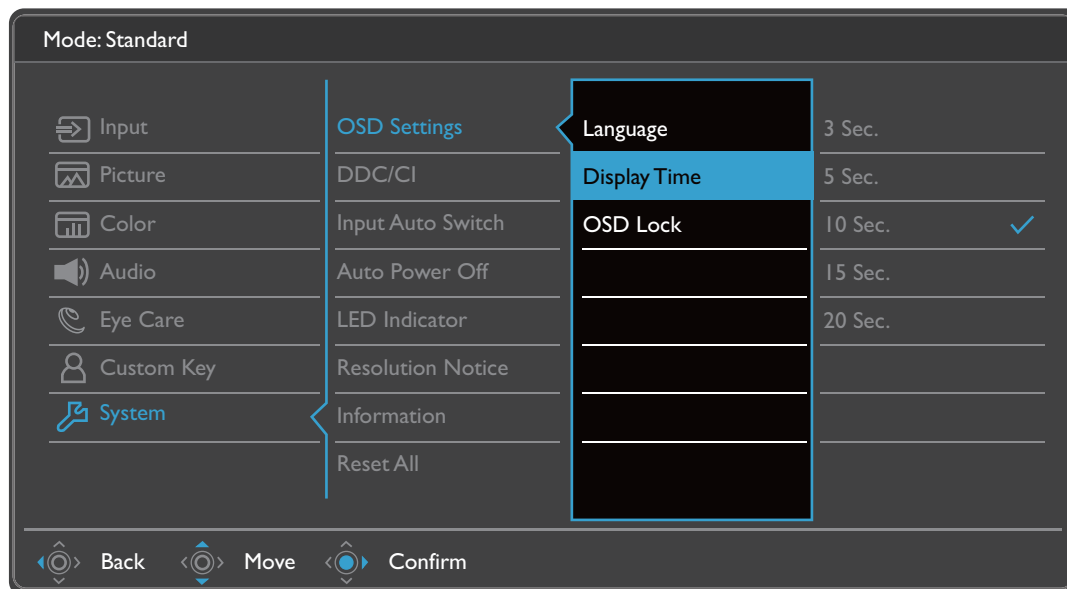 Mode: Standard
Input
Picture
Color
Audio
Eye Care
Custom Key
System
OSD Settings
DDC/CI
Input Auto Switch
Auto Power Off
LED Indicator
Resolution Notice
Information
Reset All
Language
Display Time
OSD Lock
3 Sec.
5 Sec.
10 Sec.
15 Sec.
20 Sec.
Back Move Confirm